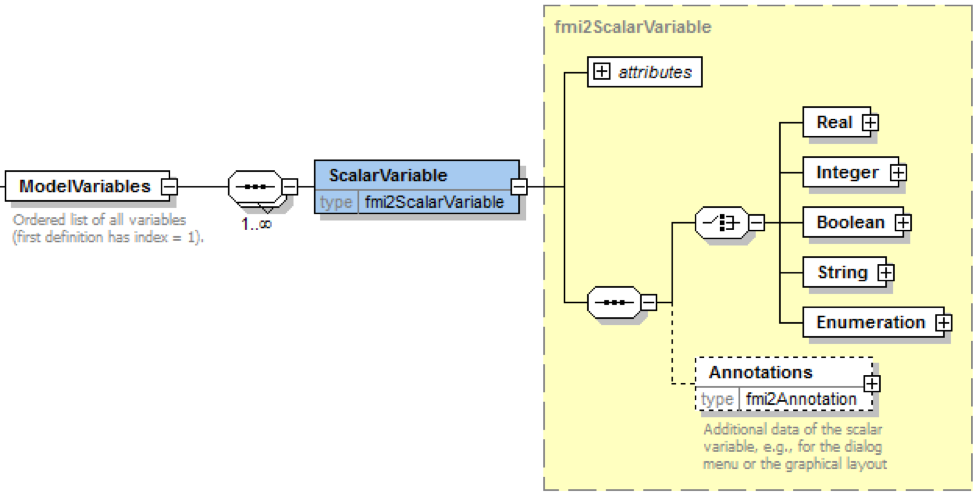 fmi2ScalarVariable
attributes
Real
Integer
Boolean
String
Enumeration
ModelVariables
Ordered list of all variables
(first definition has index = 1).
1..∞
ScalarVariable
type fmi2ScalarVariable
Annotations
type fmi2Annotation
Additional data of the scalar
variable, e.g., for the dialog
menu or the graphical layout